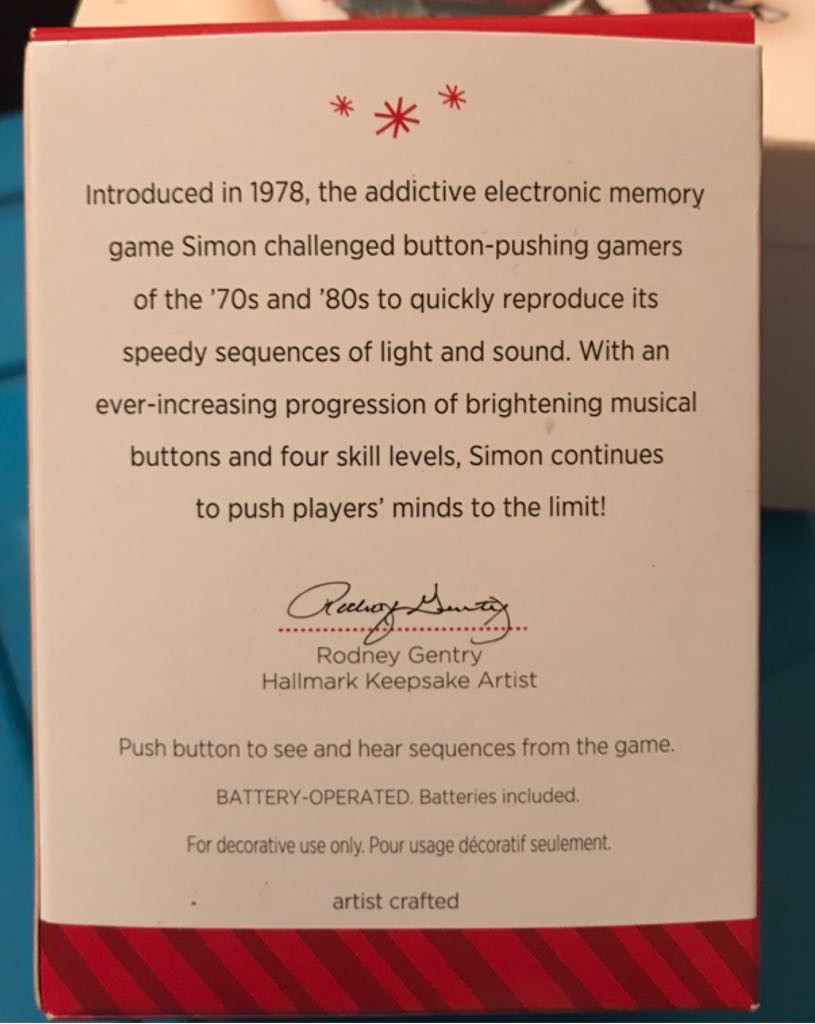 Introduced in 1978, the addictive electronic memory
game Simon challenged button-pushing gamers
of the ’70s and ’80s to quickly reproduce its
speedy sequences of light and sound. With an
ever-increasing progression of brightening musical
buttons and four skill levels, Simon continues
to push players’ minds to the limit!
Rodney Gentry
Rodney Gentry
Hallmark Keepsake Artist
Push button to see and hear sequences from the game.
BATTERY-OPERATED. Batteries included.
For decorative use only. Pour usage décoratif seulement.
artist crafted